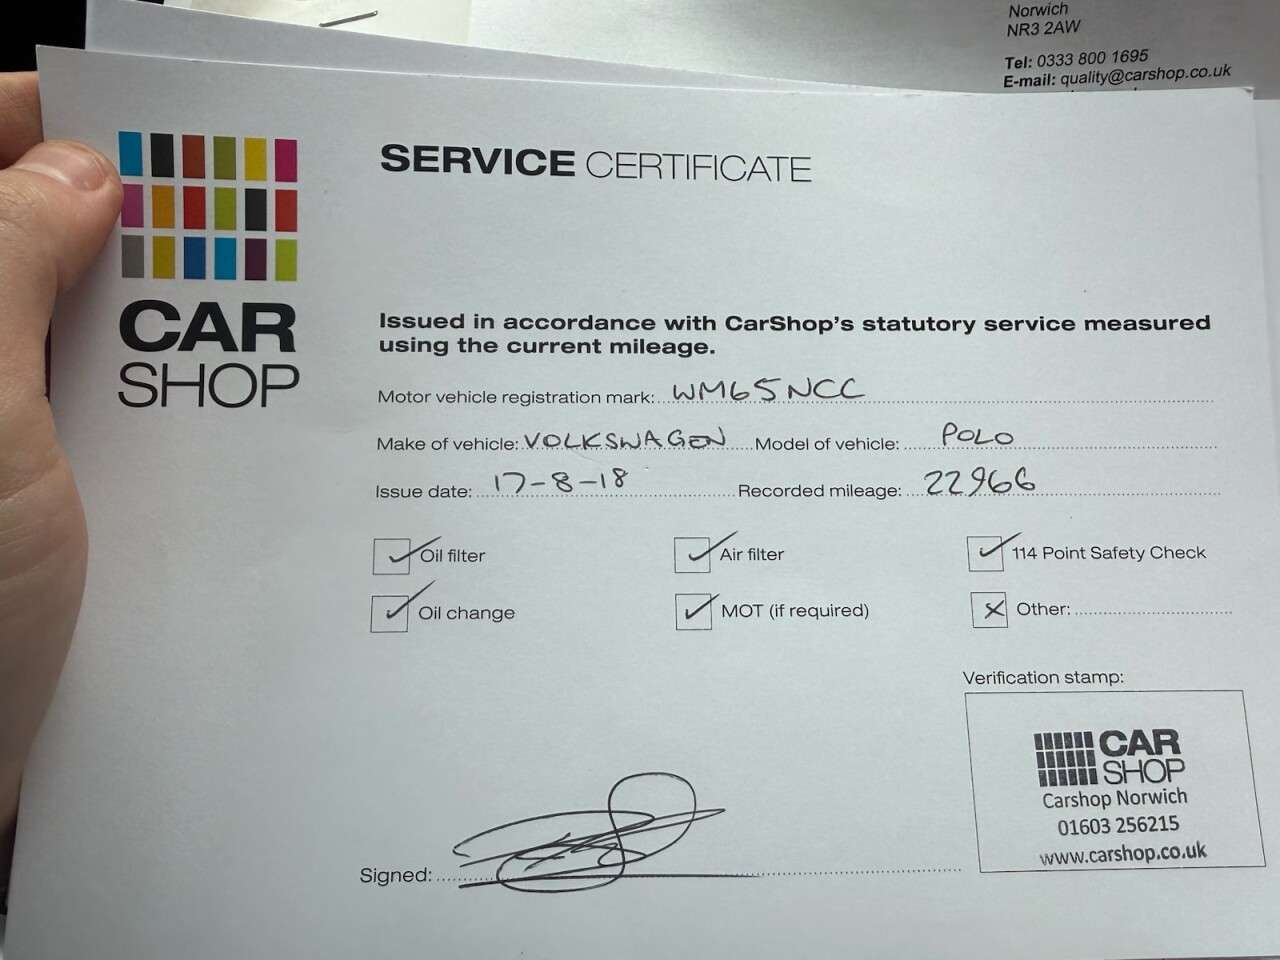 Norwich
NR3 2AW
Tel: 0333 800 1695
E-mail: quality@carshop.co.uk
CAR
SHOP
SERVICE CERTIFICATE
Issued in accordance with CarShop's statutory service measured
using the current mileage.
Motor vehicle registration mark: WM65NCC
Make of vehicle: VOLKSWAGEN Model of vehicle: POLO
Issue date: 17-8-18 Recorded mileage: 22966
Oil filter Air filter 114 Point Safety Check
Oil change MOT (if required) Other:
Verification stamp:
CAR
SHOP
Carshop Norwich
01603 256215
www.carshop.co.uk
Signed: